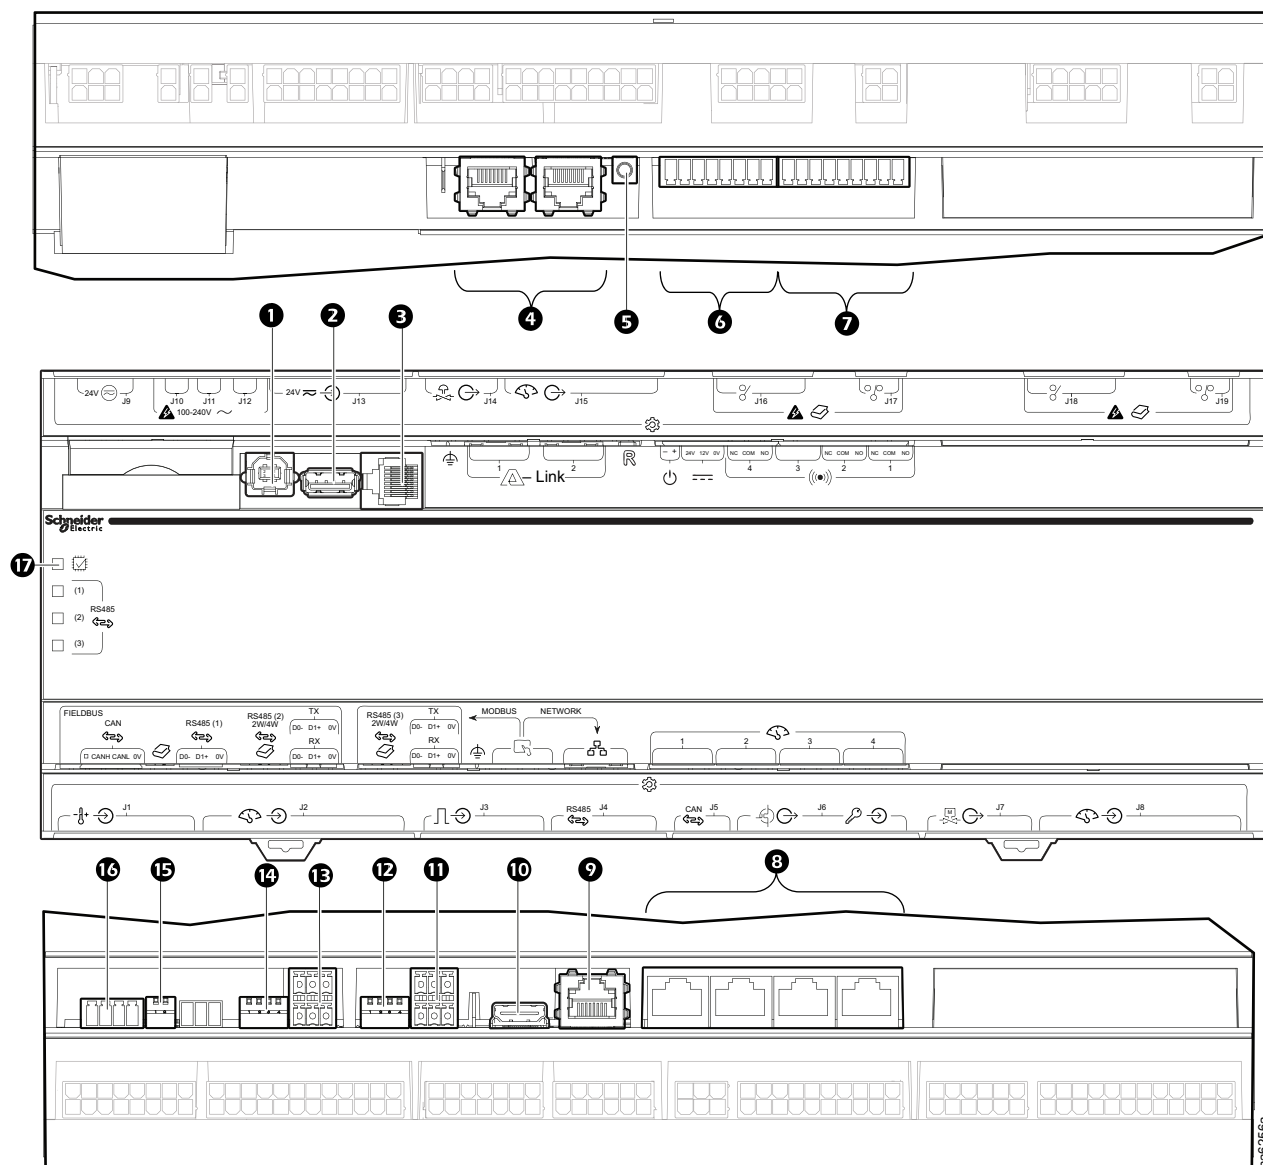 4 5 6 7
1 2 3
24V J9 J10 J11 J12 24V J13 J14 J15 J16 J17 J18 J19
100-240V
1 2 R - + 24V 12V 0V NC COM NO NC COM NO NC COM NO
Link 4 3 2 1
Schneider
Electric
17
(1)
(2) RS485
(3)
FIELDBUS
CAN RS485 (1) RS485 (2) 2W/4W TX RS485 (3) 2W/4W TX MODBUS NETWORK
D0- D1+ 0V D0- D1+ 0V
RX RX 1 2 3 4
CANH CANL 0V D0- D1+ 0V D0- D1+ 0V D0- D1+ 0V
J1 J2 J3 RS485 J4 CAN J5 J6 J7 J8
16 15 14 13 12 11 10 9 8